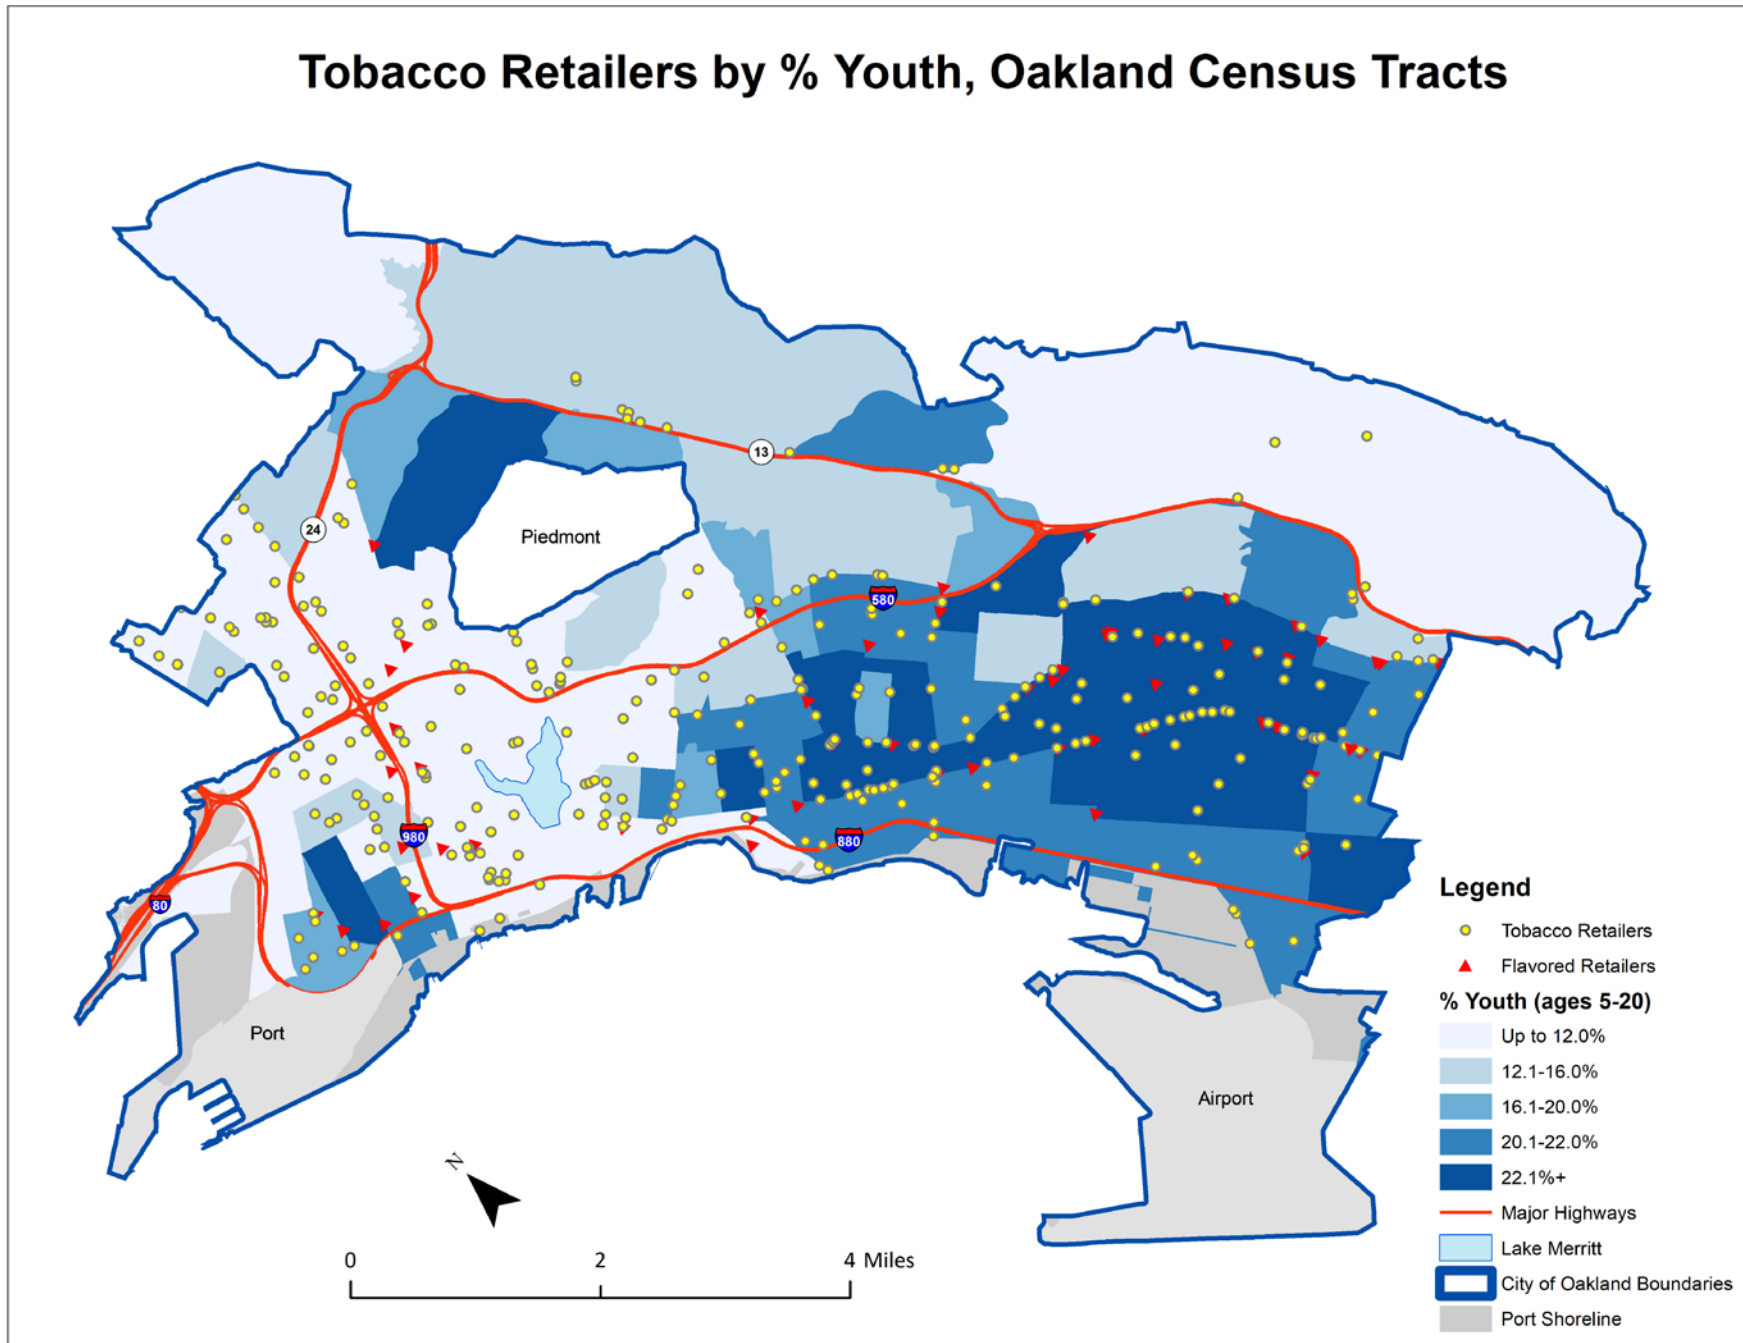 Tobacco Retailers by % Youth, Oakland Census Tracts
13
24
Piedmont
580
980
880
80
Port
Airport
N
0 2 4 Miles
Legend
Tobacco Retailers
Flavored Retailers
% Youth (ages 5-20)
Up to 12.0%
12.1-16.0%
16.1-20.0%
20.1-22.0%
22.1%+
Major Highways
Lake Merritt
City of Oakland Boundaries
Port Shoreline